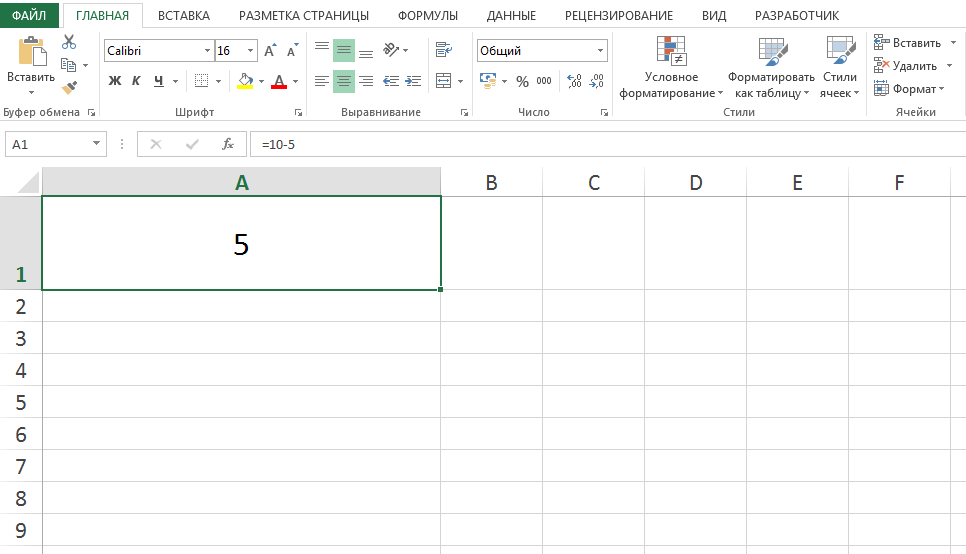 ФАЙЛ ГЛАВНАЯ ВСТАВКА РАЗМЕТКА СТРАНИЦЫ ФОРМУЛЫ ДАННЫЕ РЕЦЕНЗИРОВАНИЕ ВИД РАЗРАБОТЧИК
Вставить
Буфер обмена
Calibri 16
Ж К Ч
Шрифт
Выравнивание
Общий
% 000
Число
Условное форматирование
Форматировать как таблицу
Стили ячеек
Стили
Вставить
Удалить
Формат
Ячейки
A1 fx =10-5
A B C D E F
1 5
2
3
4
5
6
7
8
9